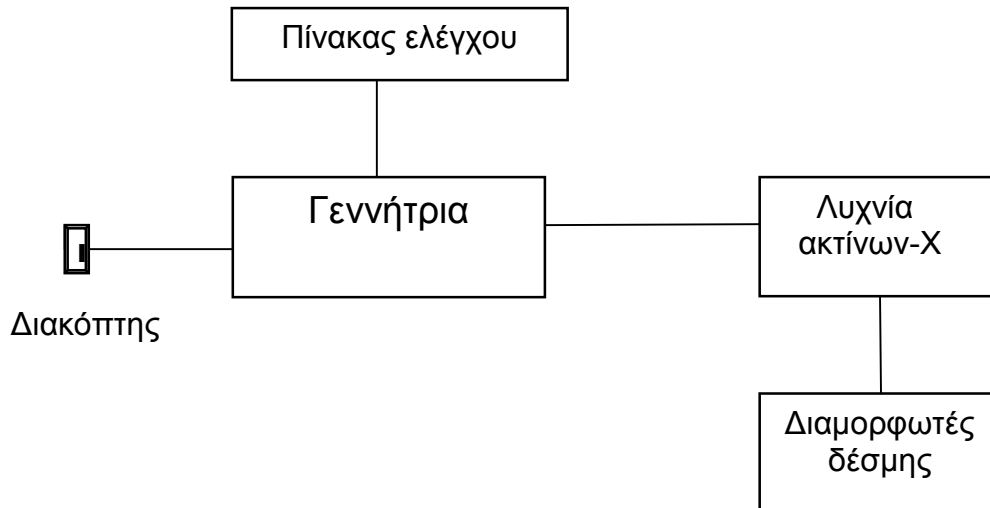 Πίνακας ελέγχου
Γεννήτρια
Λυχνία
ακτίνων-Χ
Διακόπτης
Διαμορφωτές
δέσμης